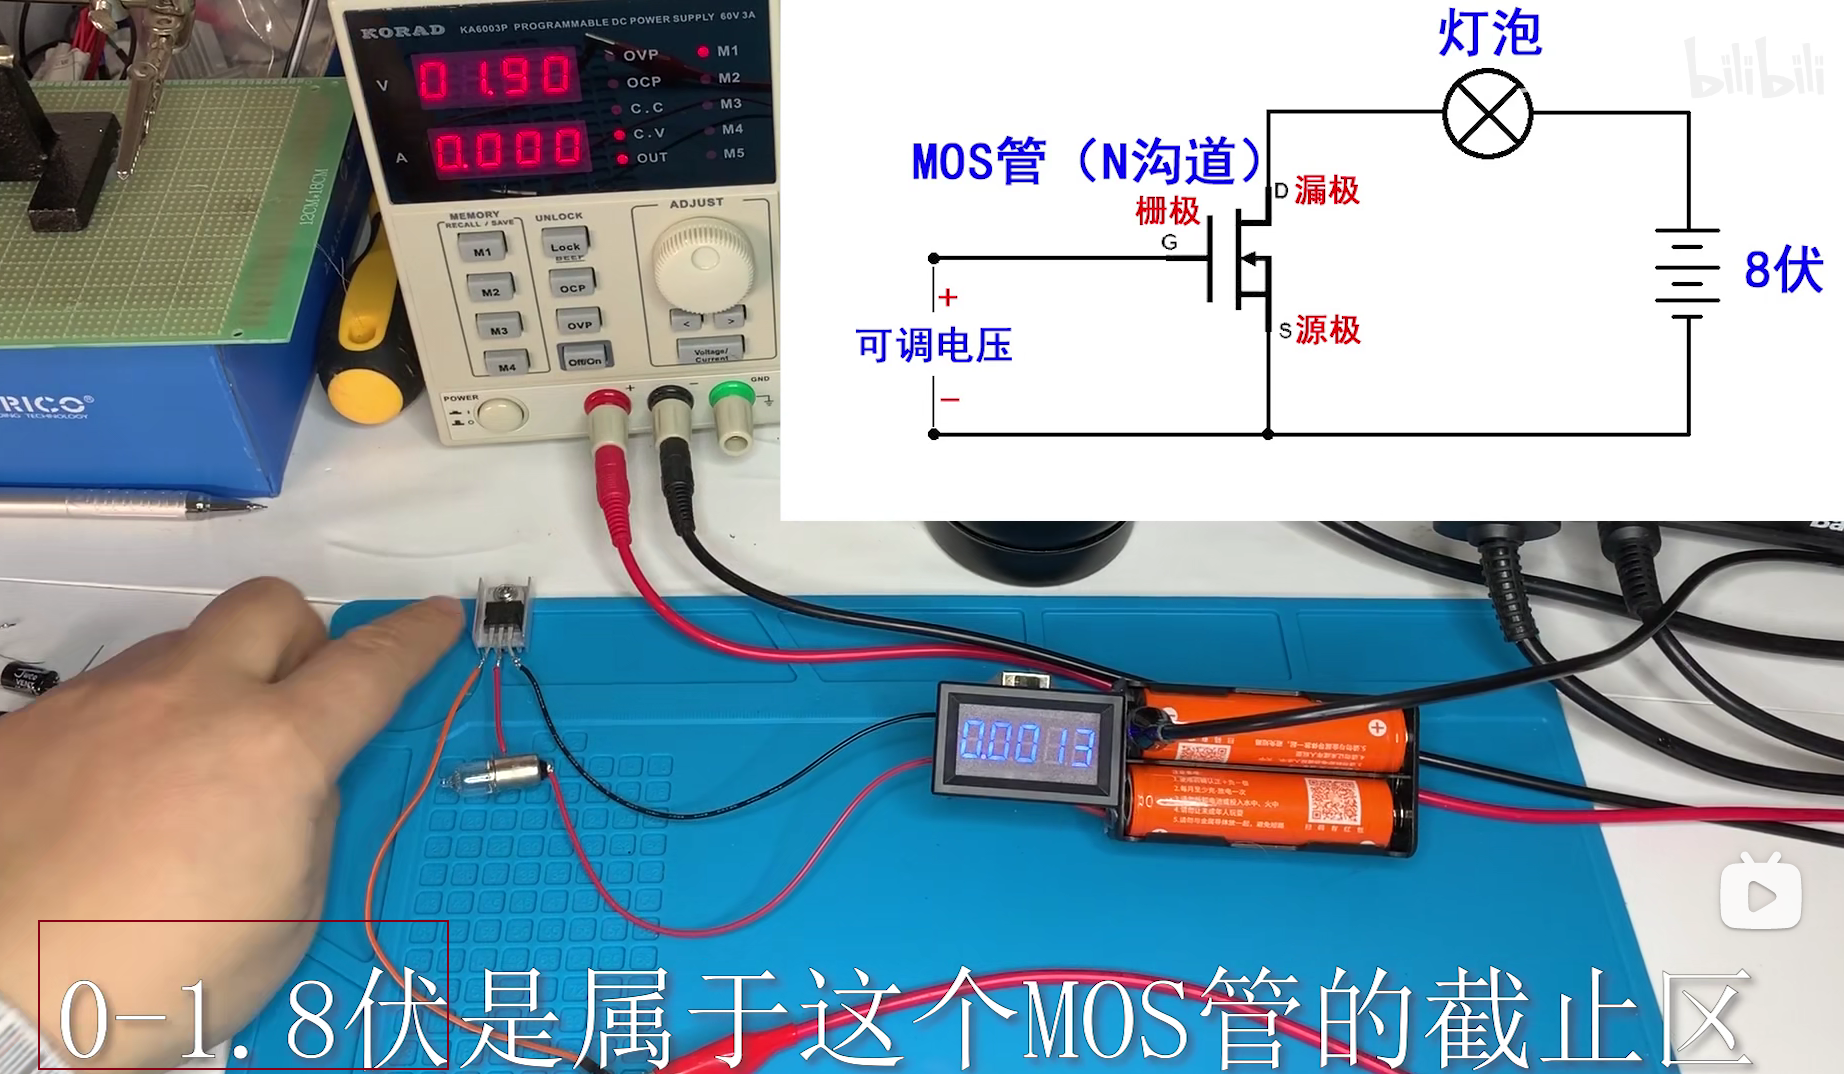 KORAD KA6003P PROGRAMMABLE DC POWER SUPPLY 60V 3A
V 01.90
A 0.000
OVP
OCP
C.C
C.V
OUT
M1
M2
M3
M4
M5
MEMORY
RECALL / SAVE
UNLOCK
ADJUST
M1
M2
M3
M4
Lock
BEEP
OCP
OVP
Off/On
<
>
Voltage/
Current
POWER
+
−
GND
12CM*18CM
RICO®
灯泡
bilibili
MOS管（N沟道）
D 漏极
栅极
G
+
8伏
S 源极
可调电压
−
0.0013
0-1.8伏是属于这个MOS管的截止区